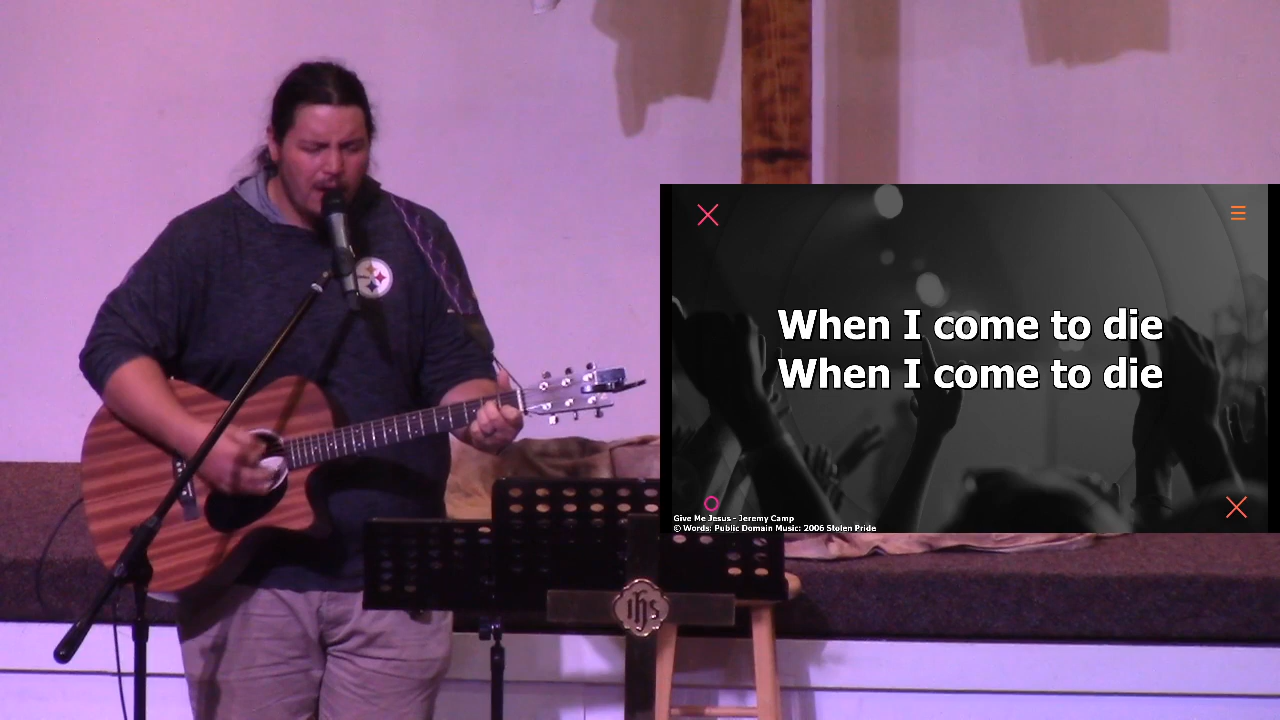 When I come to die
When I come to die
Give Me Jesus - Jeremy Camp
© Words: Public Domain Music: 2006 Stolen Pride
ihs